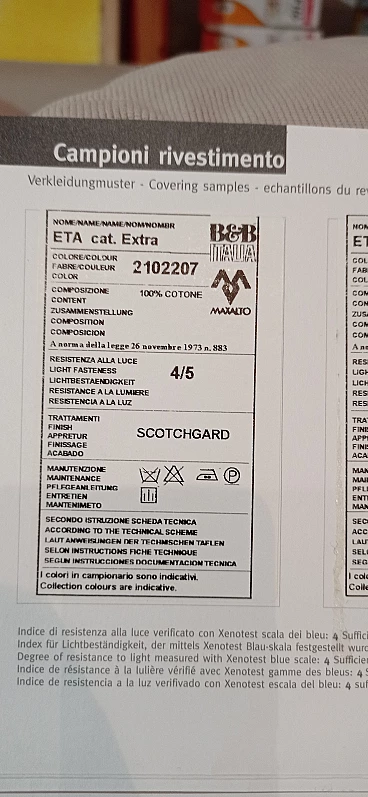 Campioni rivestimento
Verkleidungmuster - Covering samples - echantillons du
NOME/NAME/NAME/NOM/NOMBR
ETA cat. Extra
B&B
ITALIA
COLORE/COLOUR
FABRE/COULEUR
COLOR
2102207
MAXALTO
COMPOSIZIONE
CONTENT
ZUSAMMENSTELLUNG
COMPOSITION
COMPOSICION
100% COTONE
A norma della legge 26 novembre 1973 n. 883
RESISTENZA ALLA LUCE
LIGHT FASTENESS
LICHTBESTAENDIGKEIT
RESISTANCE A LA LUMIERE
RESISTENCIA A LA LUZ
4/5
TRATTAMENTI
FINISH
APPRETUR
FINISSAGE
ACABADO
SCOTCHGARD
MANUTENZIONE
MAINTENANCE
PFLEGEANLEITUNG
ENTRETIEN
MANTENIMETO
P
SECONDO ISTRUZIONE SCHEDA TECNICA
ACCORDING TO THE TECHNICAL SCHEME
LAUT ANWEISUNGEN DER TECHNISCHEN TAFLEN
SELON INSTRUCTIONS FICHE TECHNIQUE
SEGUN INSTRUCCIONES DOCUMENTACION TECNICA
I colori in campionario sono indicativi.
Collection colours are indicative.
Indice di resistenza alla luce verificato con Xenotest scala dei bleu: 4
Index für Lichtbeständigkeit, der mittels Xenotest Blau-skala festgestellt
Degree of resistance to light measured with Xenotest blue scale: 4
Indice de résistance à la lulière vérifié avec Xenotest gamme des bleus: 4
Indice de resistencia a la luz verifivado con Xenotest escala del bleu: 4